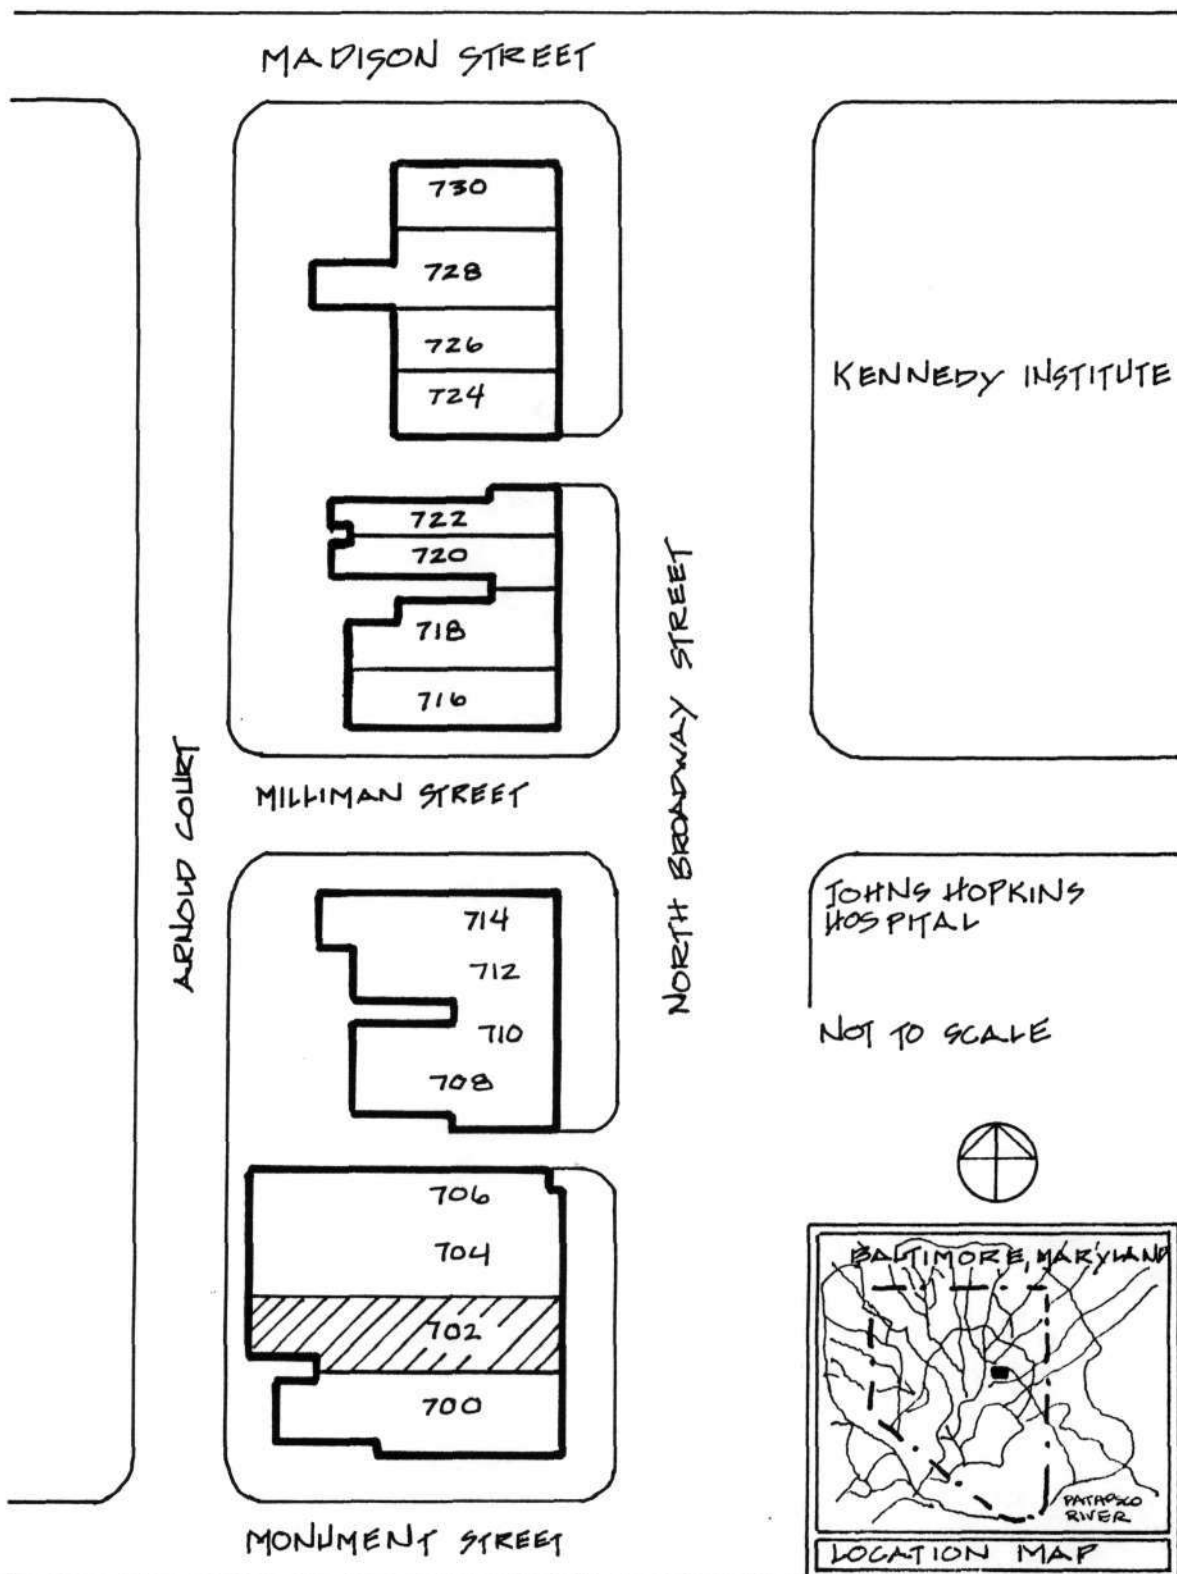 MADISON STREET
730
728
726
724
KENNEDY INSTITUTE
722
720
718
716
NORTH BROADWAY STREET
ARNOLD COURT
MILLIMAN STREET
714
712
710
708
JOHNS HOPKINS
HOSPITAL
NOT TO SCALE
706
704
702
700
BALTIMORE, MARYLAND
PATAPSCO
RIVER
LOCATION MAP
MONUMENT STREET